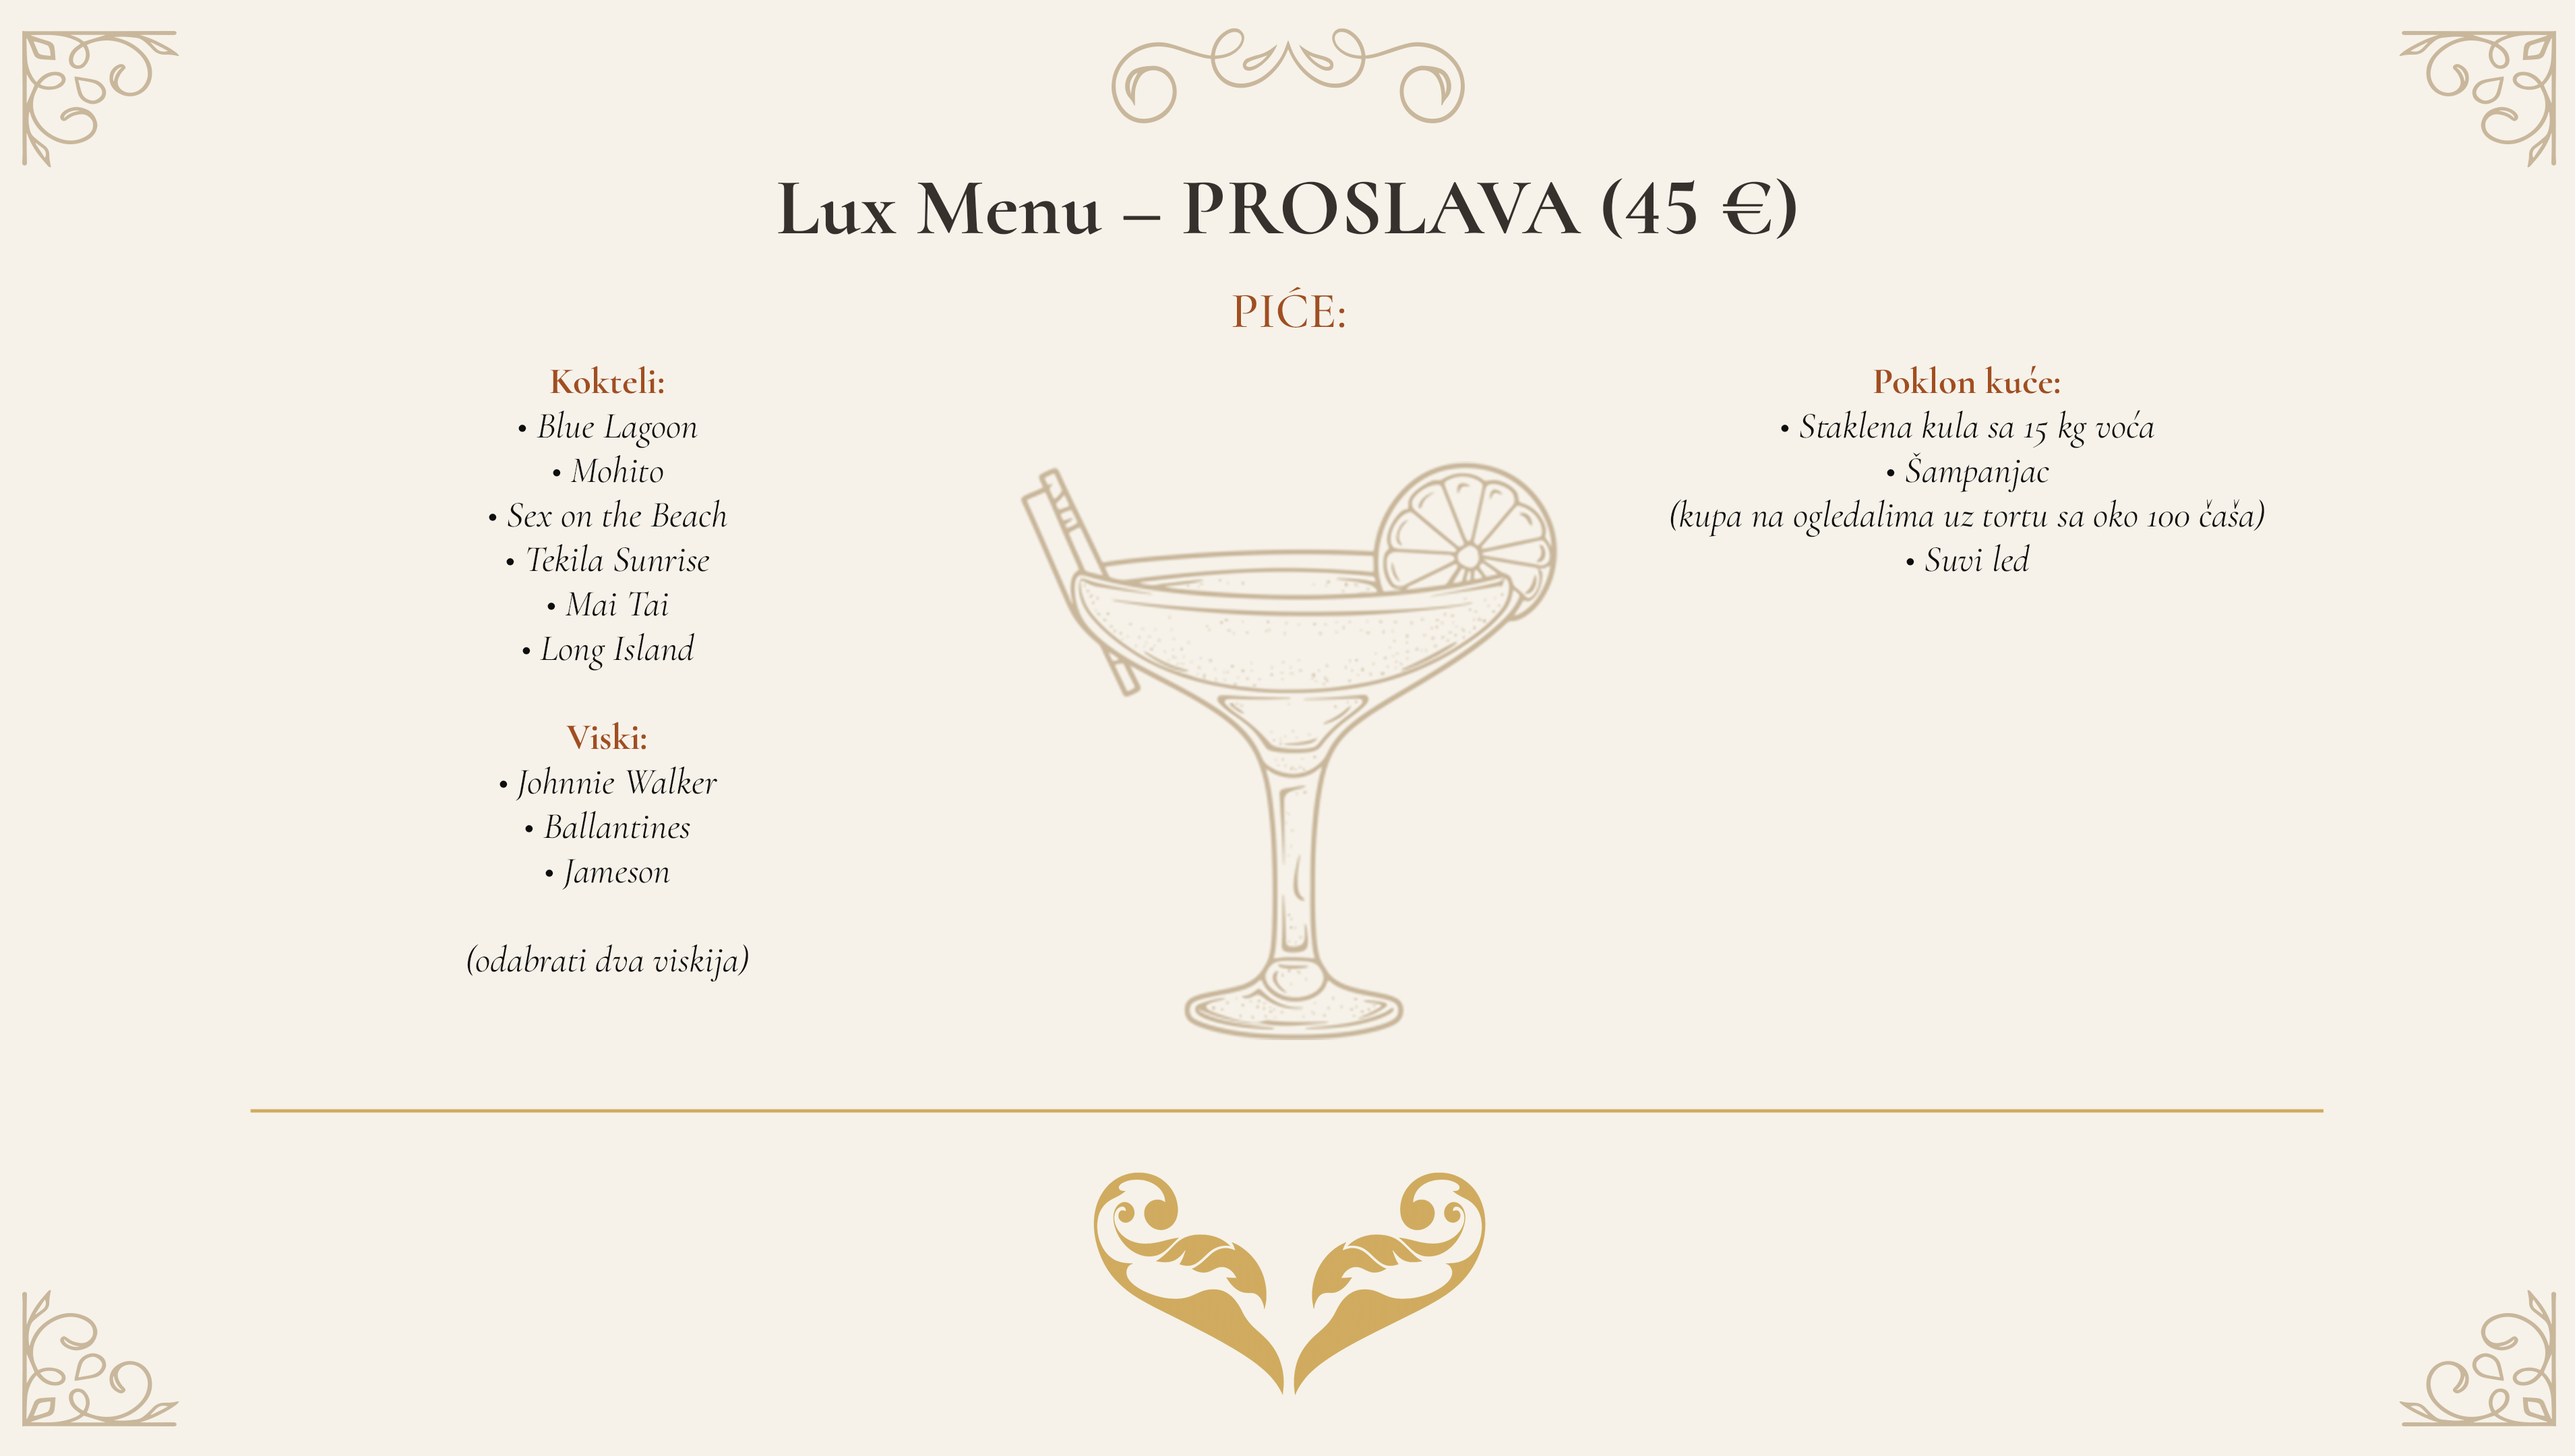 Lux Menu – PROSLAVA (45 €)
PIĆE:
Kokteli:
• Blue Lagoon
• Mohito
• Sex on the Beach
• Tekila Sunrise
• Mai Tai
• Long Island
Viski:
• Johnnie Walker
• Ballantines
• Jameson
(odabrati dva viskija)
Poklon kuće:
• Staklena kula sa 15 kg voća
• Šampanjac
(kupa na ogledalima uz tortu sa oko 100 čaša)
• Suvi led